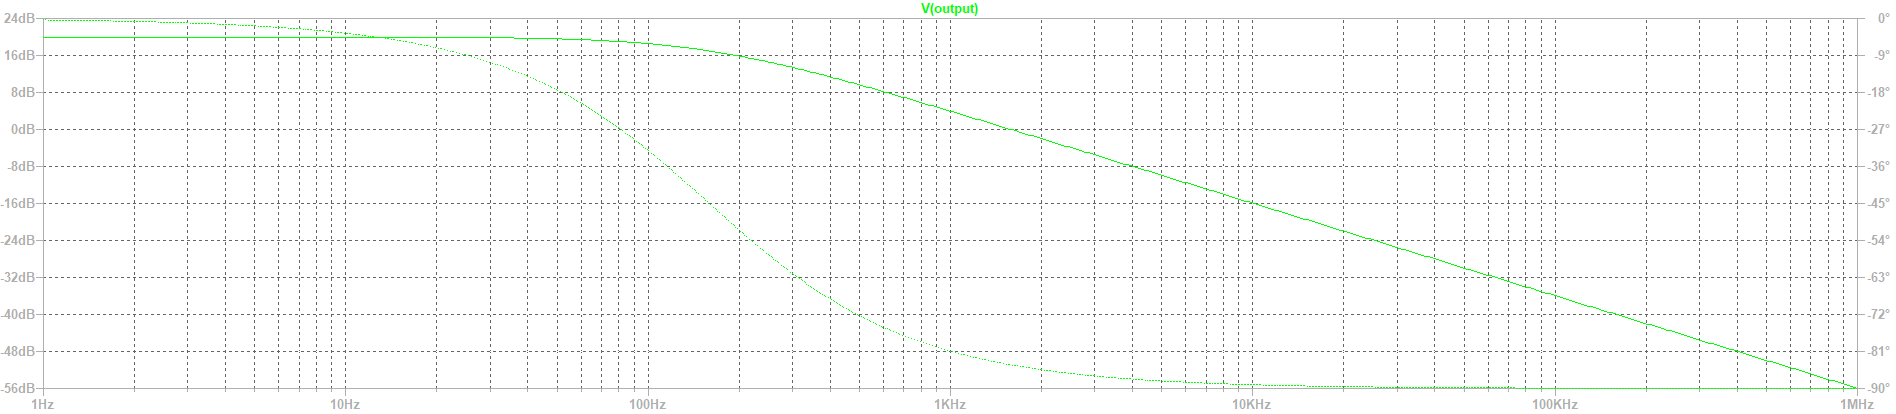 V(output)
24dB 0°
16dB -9°
8dB -18°
0dB -27°
-8dB -36°
-16dB -45°
-24dB -54°
-32dB -63°
-40dB -72°
-48dB -81°
-56dB -90°
1Hz 10Hz 100Hz 1KHz 10KHz 100KHz 1MHz